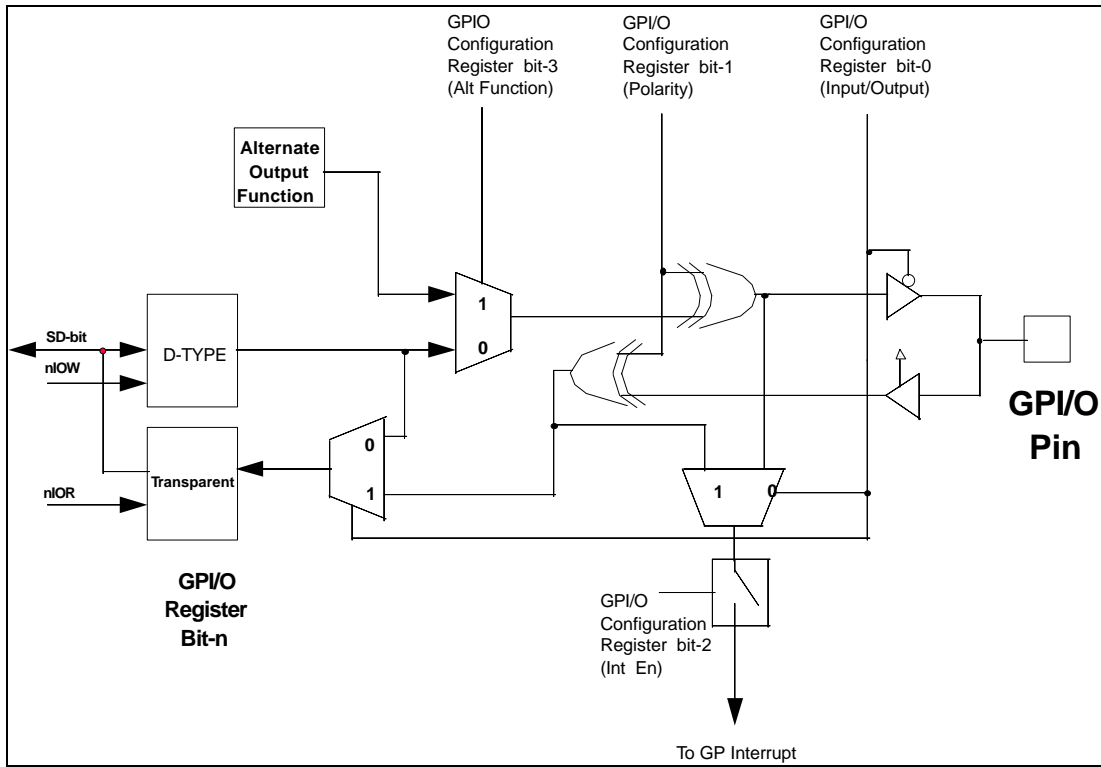 GPIO
Configuration
Register bit-3
(Alt Function)
GPI/O
Configuration
Register bit-1
(Polarity)
GPI/O
Configuration
Register bit-0
(Input/Output)
Alternate
Output
Function
1
0
SD-bit
D-TYPE
nIOW
GPI/O
Pin
0
1
Transparent
nIOR
1
0
GPI/O
Register
Bit-n
GPI/O
Configuration
Register bit-2
(Int En)
To GP Interrupt